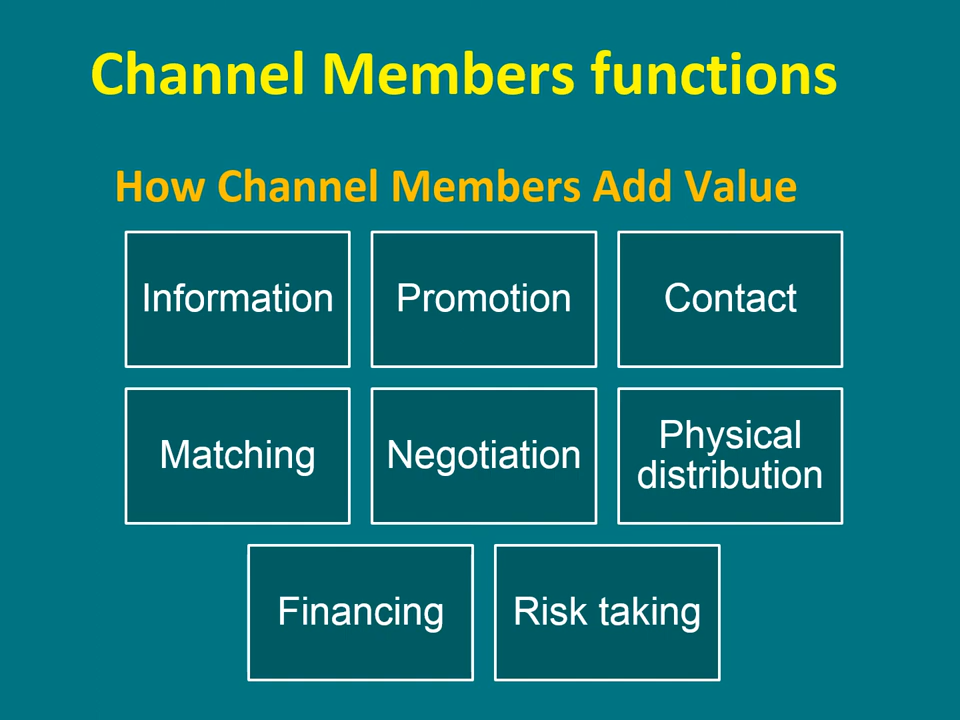 Channel Members functions
How Channel Members Add Value
Information
Promotion
Contact
Matching
Negotiation
Physical
distribution
Financing
Risk taking